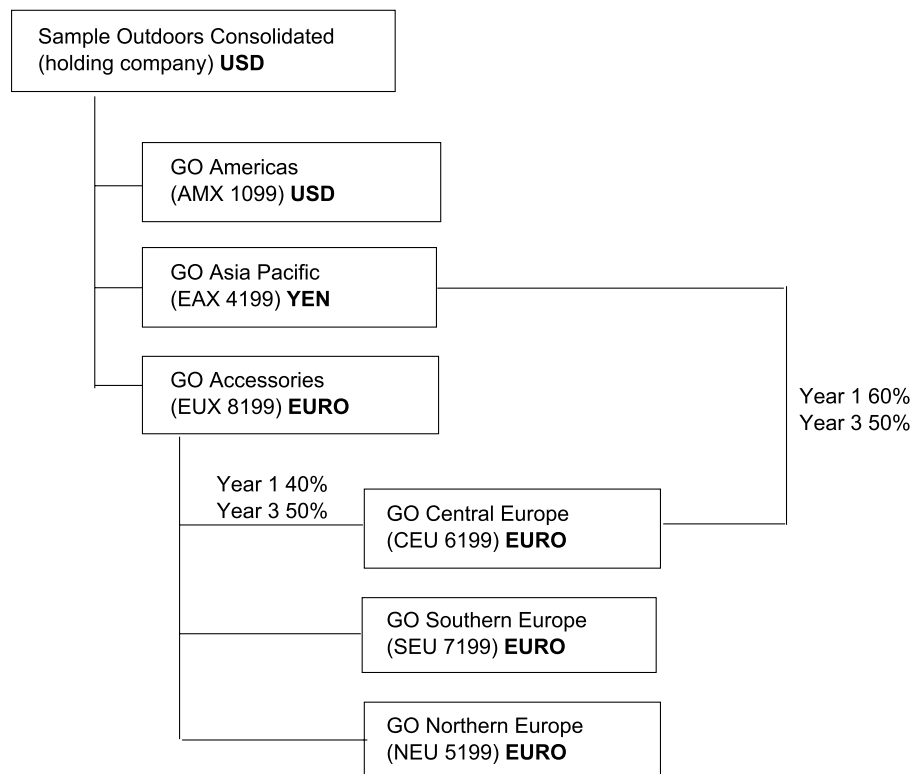 Sample Outdoors Consolidated
(holding company) USD
GO Americas
(AMX 1099) USD
GO Asia Pacific
(EAX 4199) YEN
GO Accessories
(EUX 8199) EURO
Year 1 60%
Year 3 50%
Year 1 40%
Year 3 50%
GO Central Europe
(CEU 6199) EURO
GO Southern Europe
(SEU 7199) EURO
GO Northern Europe
(NEU 5199) EURO